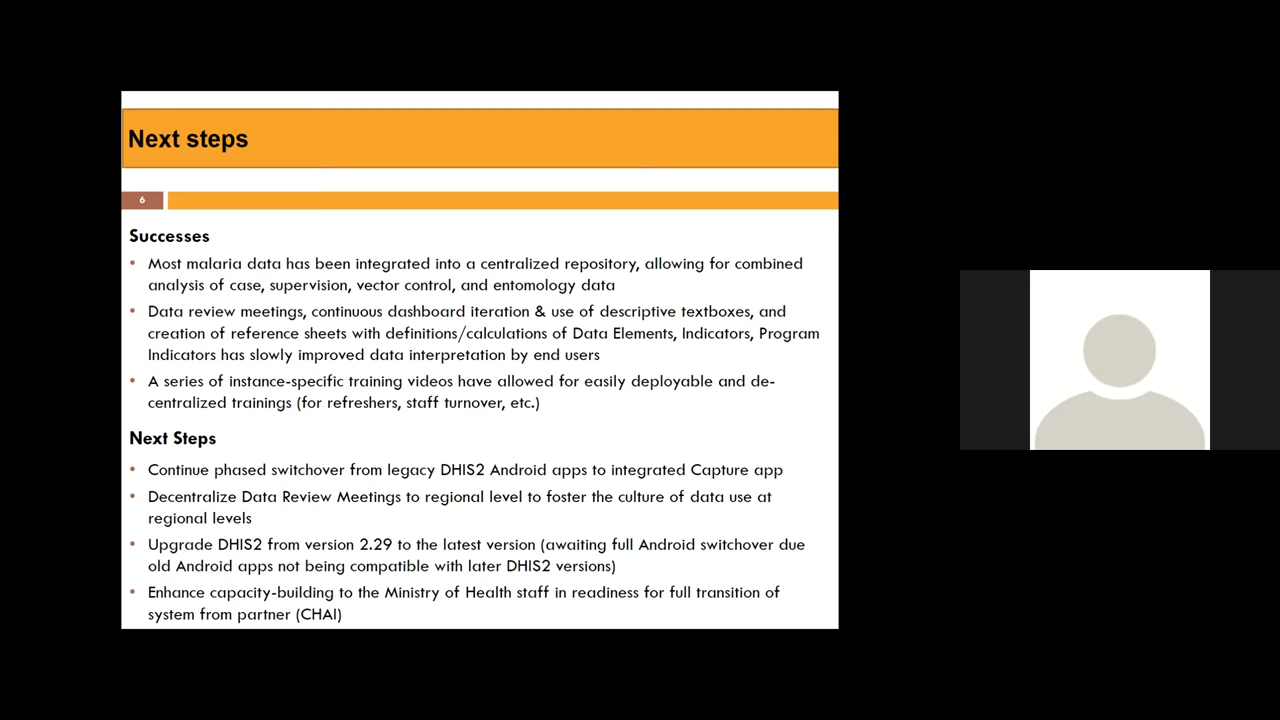 Next steps
6
Successes
• Most malaria data has been integrated into a centralized repository, allowing for combined
analysis of case, supervision, vector control, and entomology data
• Data review meetings, continuous dashboard iteration & use of descriptive textboxes, and
creation of reference sheets with definitions/calculations of Data Elements, Indicators, Program
Indicators has slowly improved data interpretation by end users
• A series of instance-specific training videos have allowed for easily deployable and de-
centralized trainings (for refreshers, staff turnover, etc.)
Next Steps
• Continue phased switchover from legacy DHIS2 Android apps to integrated Capture app
• Decentralize Data Review Meetings to regional level to foster the culture of data use at
regional levels
• Upgrade DHIS2 from version 2.29 to the latest version (awaiting full Android switchover due
old Android apps not being compatible with later DHIS2 versions)
• Enhance capacity-building to the Ministry of Health staff in readiness for full transition of
system from partner (CHAI)